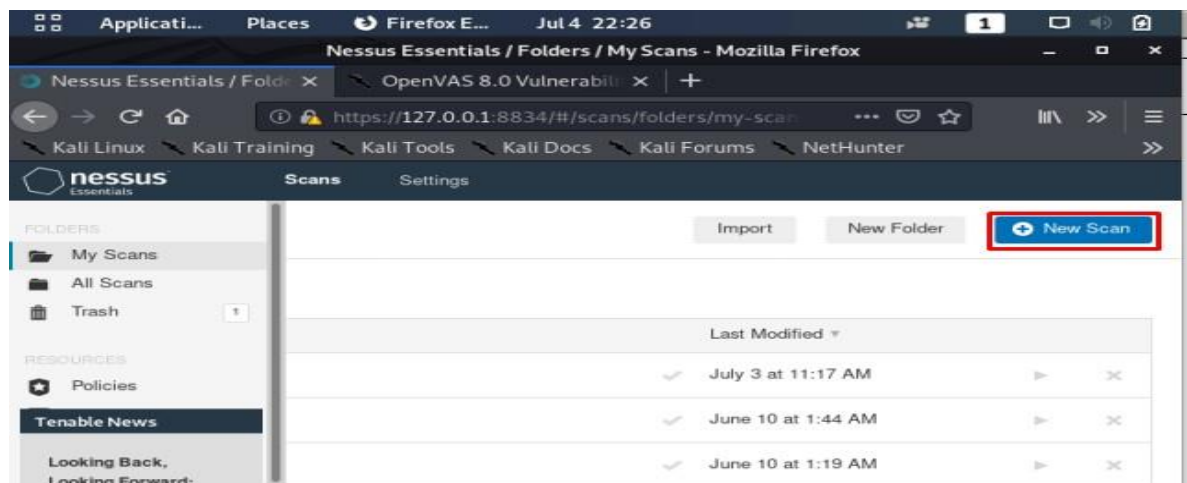 Applicati... Places Firefox E... Jul 4 22:26 1
Nessus Essentials / Folders / My Scans - Mozilla Firefox
Nessus Essentials / Fold OpenVAS 8.0 Vulnerabil
https://127.0.0.1:8834/#/scans/folders/my-scan
Kali Linux Kali Training Kali Tools Kali Docs Kali Forums NetHunter
nessus Essentials Scans Settings
FOLDERS
Import New Folder New Scan
My Scans
All Scans
Trash 1
Last Modified
RESOURCES
July 3 at 11:17 AM
Policies
Tenable News
June 10 at 1:44 AM
Looking Back,
Looking Forward:
June 10 at 1:19 AM